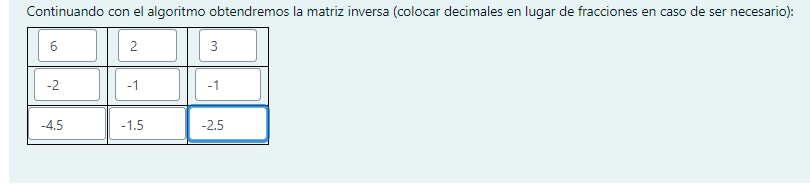 Continuando con el algoritmo obtendremos la matriz inversa (colocar decimales en lugar de fracciones en caso de ser necesario):
6 2 3
-2 -1 -1
-4.5 -1.5 -2.5